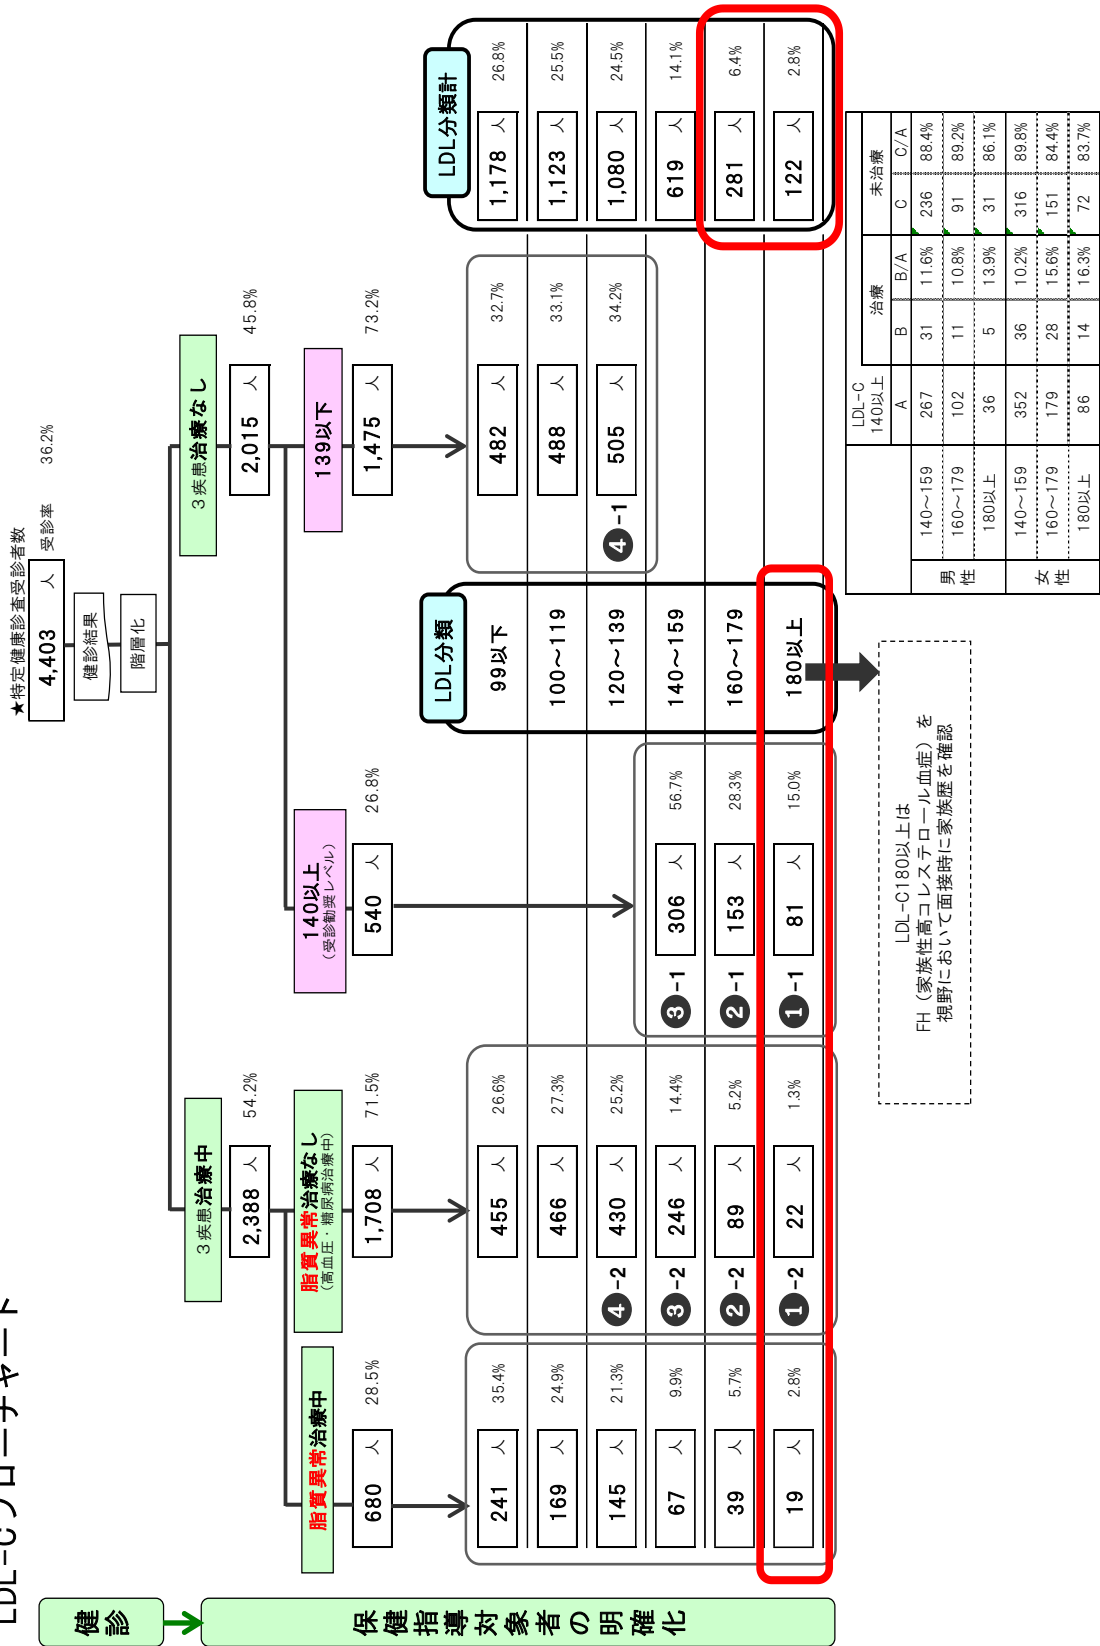 LDL-Cフローチャート
健診
保健指導対象者の明確化
★特定健康診査受診者数
4,403 人 受診率 36.2%
健診結果
階層化
3疾患治療中
2,388 人 54.2%
3疾患治療なし
2,015 人 45.8%
脂質異常治療中
680 人 28.5%
脂質異常治療なし
(高血圧・糖尿病治療中)
1,708 人 71.5%
140以上
(受診勧奨レベル)
540 人 26.8%
139以下
1,475 人 73.2%
LDL分類
LDL分類計
241 人 35.4%
455 人 26.6%
99以下
482 人 32.7%
1,178 人 26.8%
169 人 24.9%
466 人 27.3%
100～119
488 人 33.1%
1,123 人 25.5%
145 人 21.3%
❹-2 430 人 25.2%
120～139
❹-1 505 人 34.2%
1,080 人 24.5%
67 人 9.9%
❸-2 246 人 14.4%
❸-1 306 人 56.7%
140～159
619 人 14.1%
39 人 5.7%
❷-2 89 人 5.2%
❷-1 153 人 28.3%
160～179
281 人 6.4%
19 人 2.8%
❶-2 22 人 1.3%
❶-1 81 人 15.0%
180以上
122 人 2.8%
LDL-C180以上は
FH（家族性高コレステロール血症）を
視野において面接時に家族歴を確認
LDL-C
140以上
治療 未治療
A B B/A C C/A
男性
140～159 267 31 11.6% 236 88.4%
160～179 102 11 10.8% 91 89.2%
180以上 36 5 13.9% 31 86.1%
女性
140～159 352 36 10.2% 316 89.8%
160～179 179 28 15.6% 151 84.4%
180以上 86 14 16.3% 72 83.7%